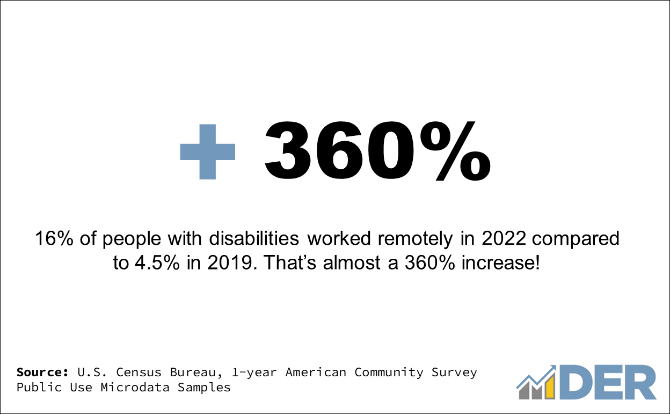 + 360%
16% of people with disabilities worked remotely in 2022 compared
to 4.5% in 2019. That's almost a 360% increase!
Source: U.S. Census Bureau, 1-year American Community Survey
Public Use Microdata Samples
DER